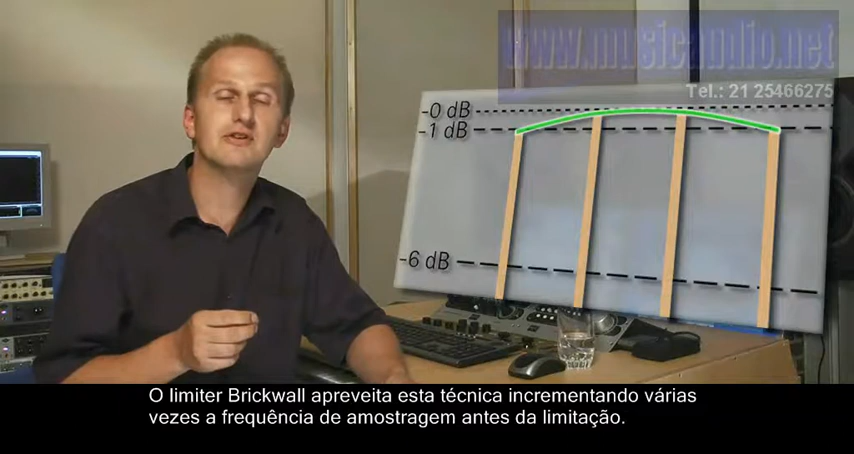 www.musicaudio.net
Tel.: 21 25466275
-0 dB
-1 dB
-6 dB
O limiter Brickwall apreveita esta técnica incrementando várias
vezes a frequência de amostragem antes da limitação.